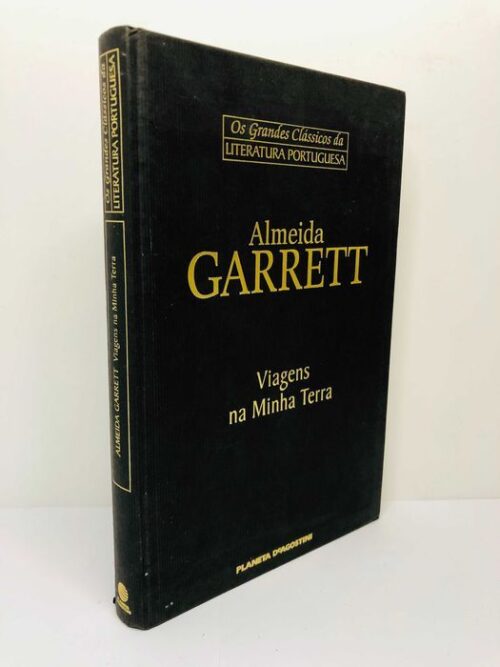 Os Grandes Clássicos da
LITERATURA PORTUGUESA
Almeida
GARRETT
Viagens
na Minha Terra
PLANETA DeAGOSTINI
Os Grandes Clássicos da
LITERATURA PORTUGUESA
ALMEIDA GARRETT Viagens na Minha Terra